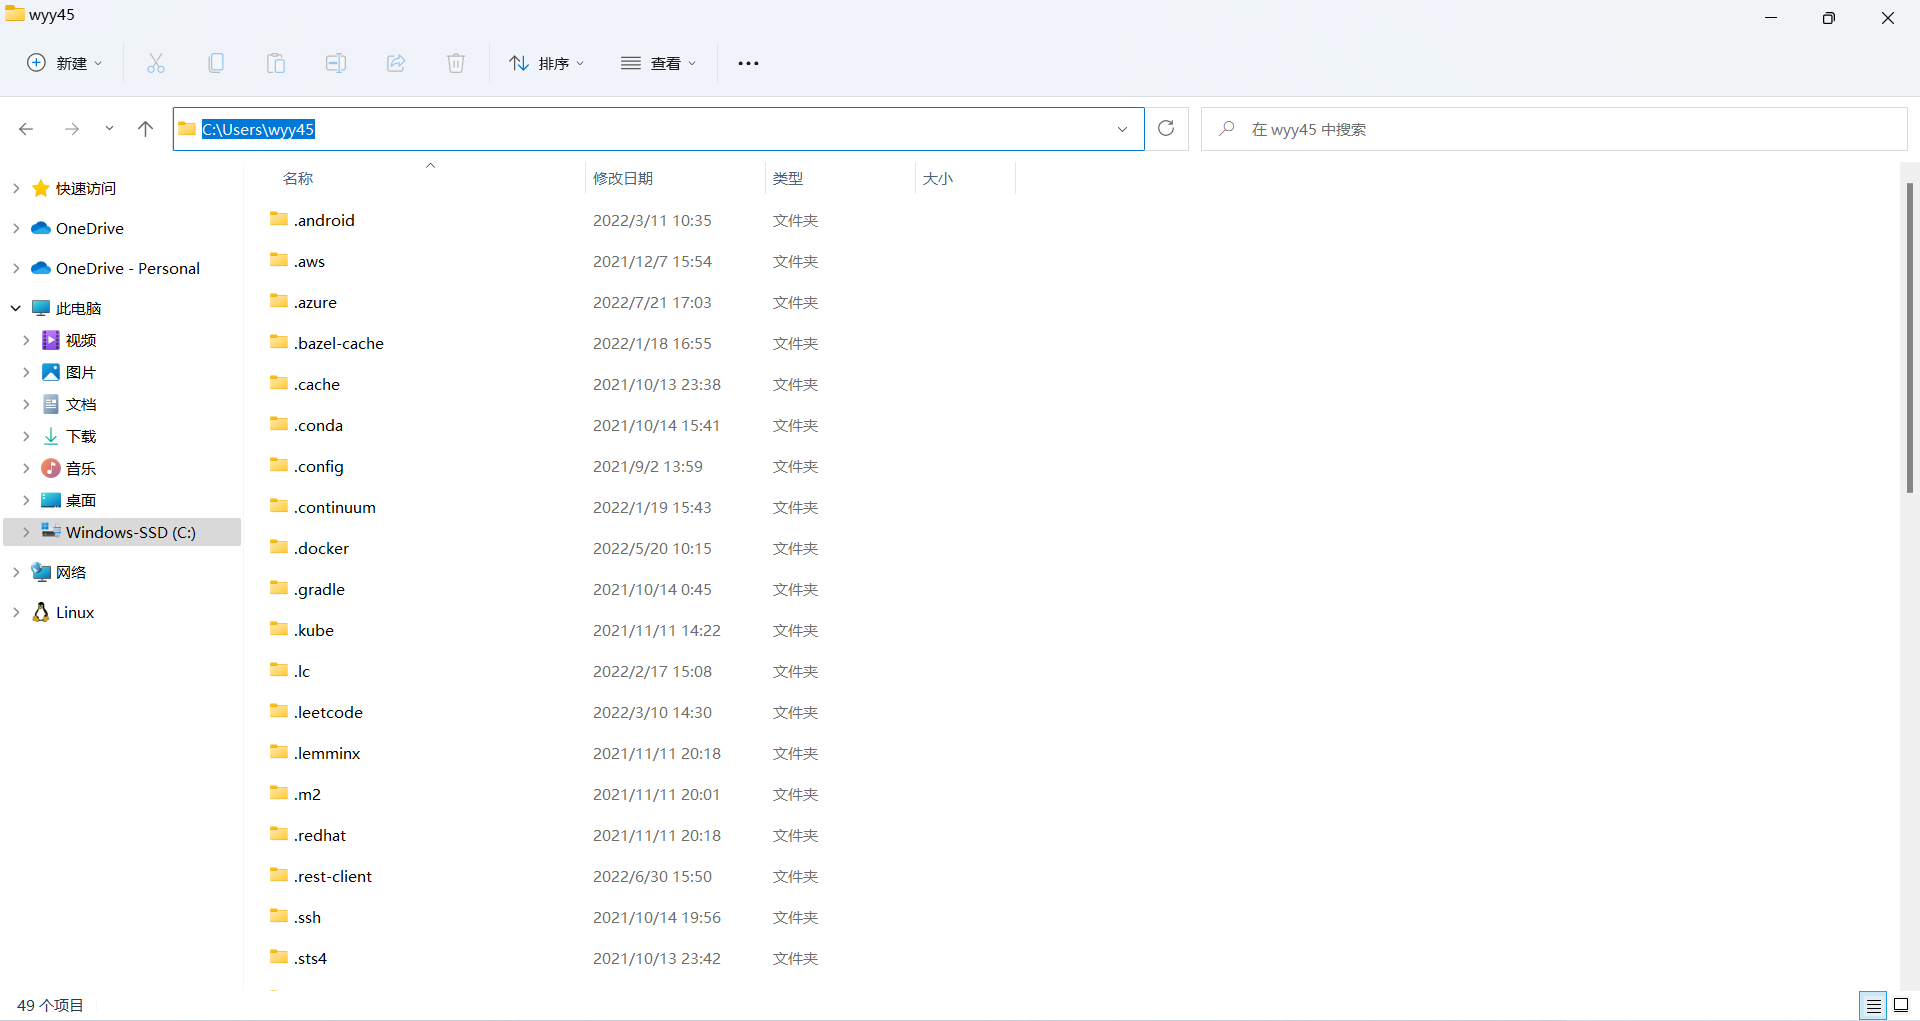 wyy45
新建
排序
查看
C:\Users\wyy45
在 wyy45 中搜索
快速访问
OneDrive
OneDrive - Personal
此电脑
视频
图片
文档
下载
音乐
桌面
Windows-SSD (C:)
网络
Linux
名称 修改日期 类型 大小
.android 2022/3/11 10:35 文件夹
.aws 2021/12/7 15:54 文件夹
.azure 2022/7/21 17:03 文件夹
.bazel-cache 2022/1/18 16:55 文件夹
.cache 2021/10/13 23:38 文件夹
.conda 2021/10/14 15:41 文件夹
.config 2021/9/2 13:59 文件夹
.continuum 2022/1/19 15:43 文件夹
.docker 2022/5/20 10:15 文件夹
.gradle 2021/10/14 0:45 文件夹
.kube 2021/11/11 14:22 文件夹
.lc 2022/2/17 15:08 文件夹
.leetcode 2022/3/10 14:30 文件夹
.lemminx 2021/11/11 20:18 文件夹
.m2 2021/11/11 20:01 文件夹
.redhat 2021/11/11 20:18 文件夹
.rest-client 2022/6/30 15:50 文件夹
.ssh 2021/10/14 19:56 文件夹
.sts4 2021/10/13 23:42 文件夹
49 个项目